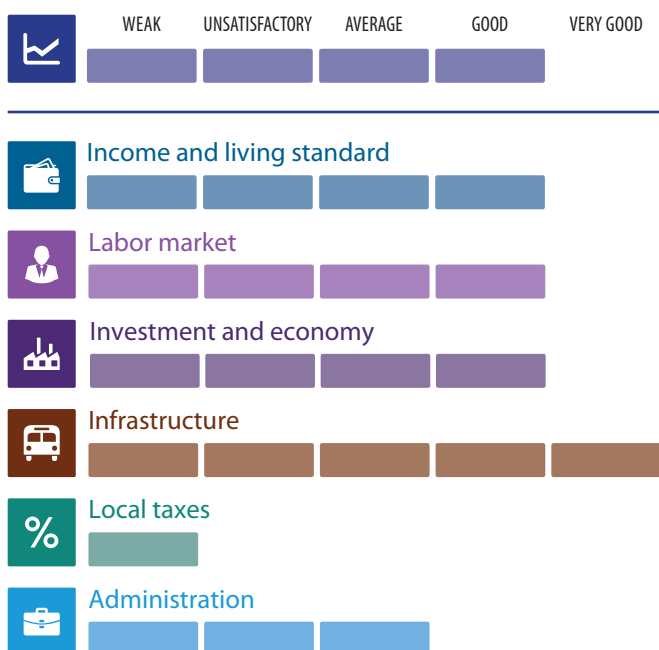 WEAK UNSATISFACTORY AVERAGE GOOD VERY GOOD
Income and living standard
Labor market
Investment and economy
Infrastructure
Local taxes
%
Administration